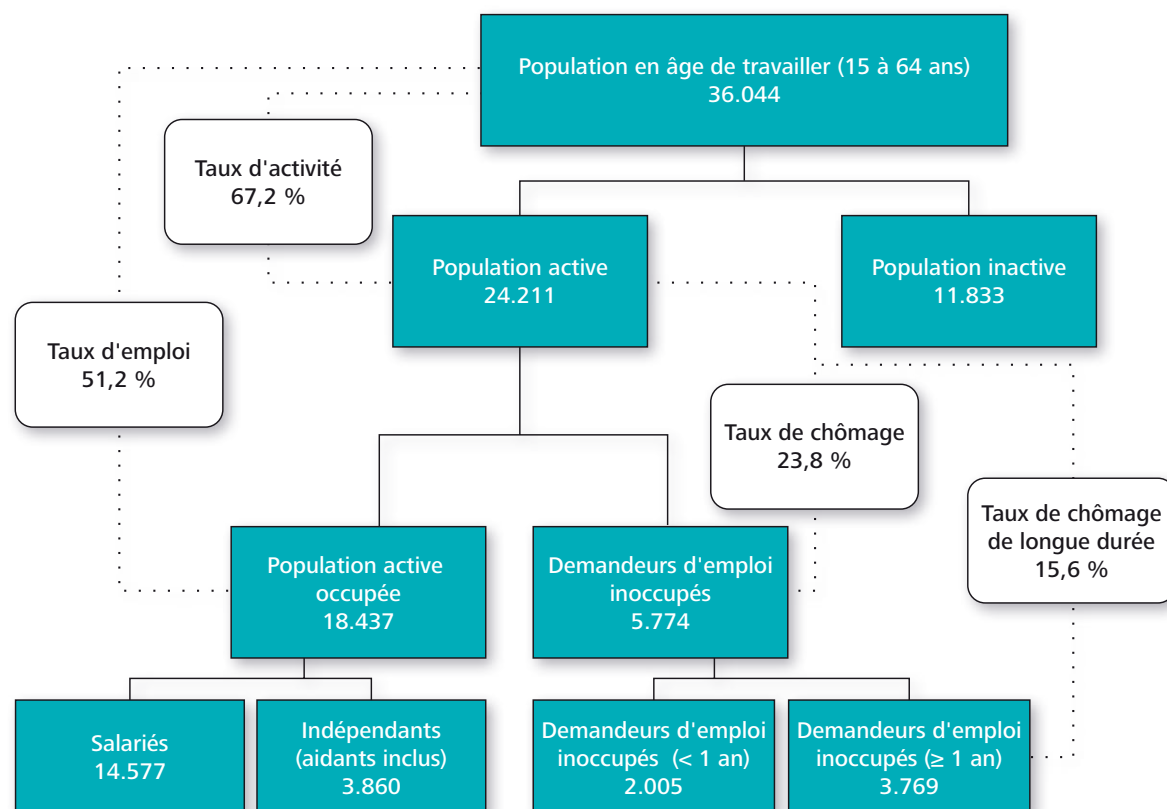 Population en âge de travailler (15 à 64 ans)
36.044
Taux d'activité
67,2 %
Population active
24.211
Population inactive
11.833
Taux d'emploi
51,2 %
Taux de chômage
23,8 %
Taux de chômage
de longue durée
15,6 %
Population active
occupée
18.437
Demandeurs d'emploi
inoccupés
5.774
Salariés
14.577
Indépendants
(aidants inclus)
3.860
Demandeurs d'emploi
inoccupés (< 1 an)
2.005
Demandeurs d'emploi
inoccupés (≥ 1 an)
3.769